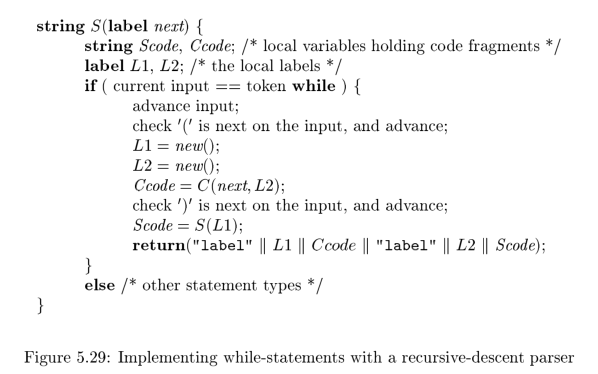 string S(label next) {
string Scode, Ccode; /* local variables holding code fragments */
label L1, L2; /* the local labels */
if ( current input == token while ) {
advance input;
check '(' is next on the input, and advance;
L1 = new();
L2 = new();
Ccode = C(next, L2);
check ')' is next on the input, and advance;
Scode = S(L1);
return("label" ‖ L1 ‖ Ccode ‖ "label" ‖ L2 ‖ Scode);
}
else /* other statement types */
}
Figure 5.29: Implementing while-statements with a recursive-descent parser